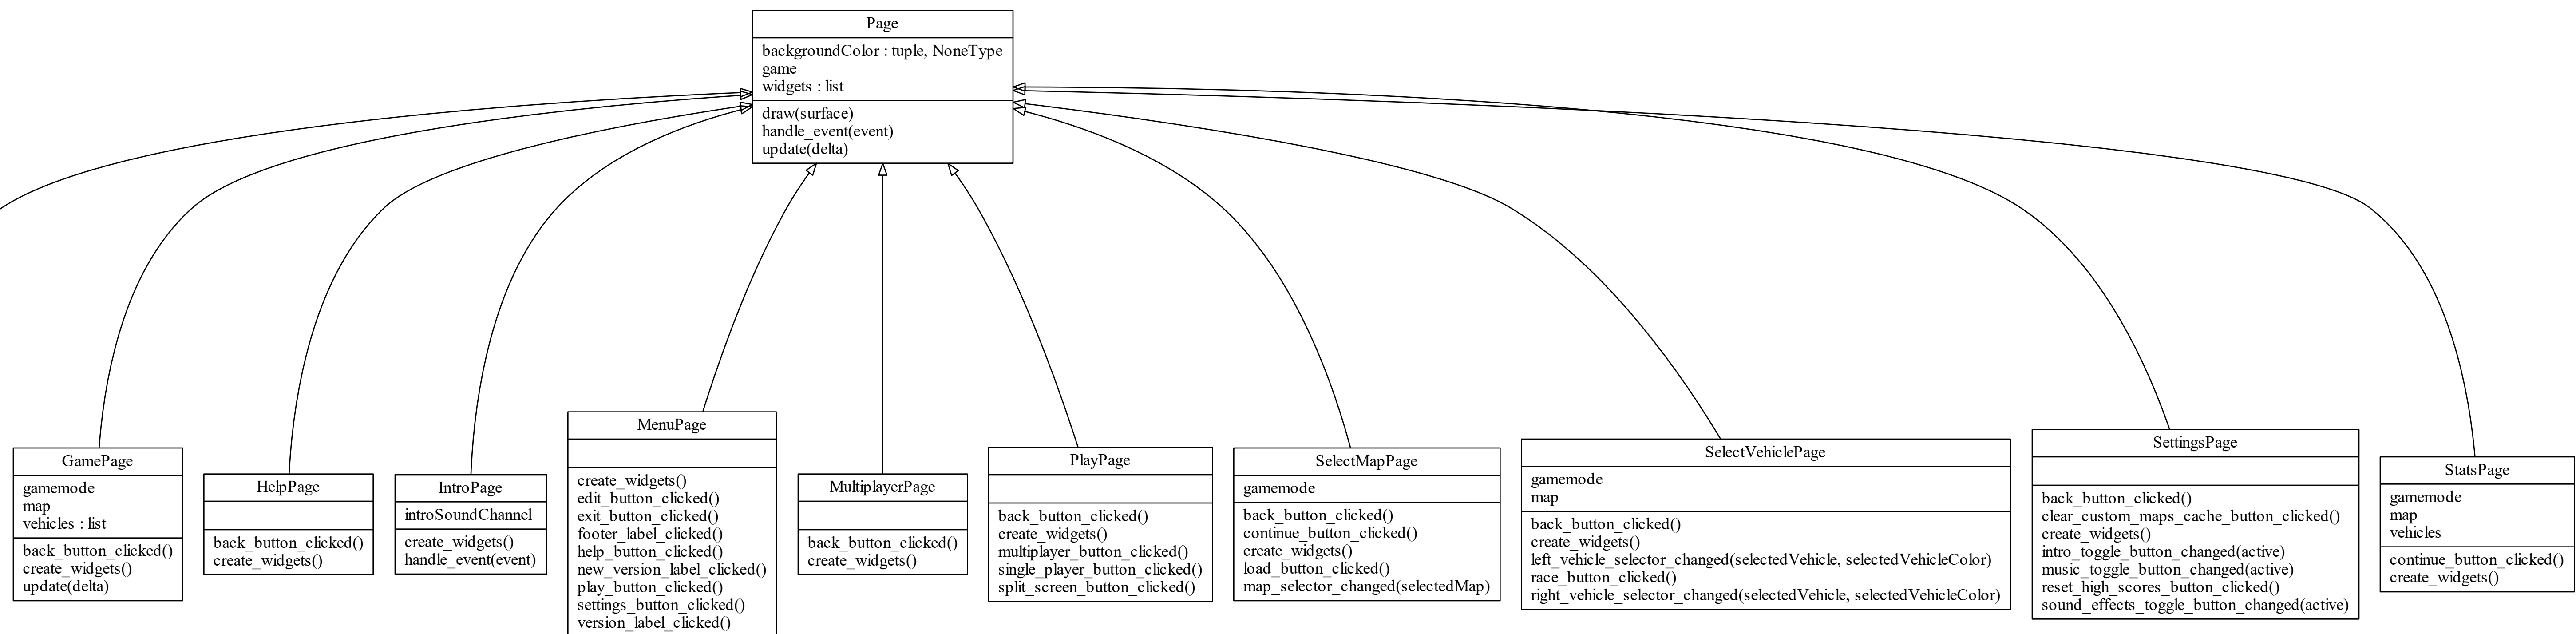 Page
backgroundColor : tuple, NoneType
game
widgets : list
draw(surface)
handle_event(event)
update(delta)
GamePage
gamemode
map
vehicles : list
back_button_clicked()
create_widgets()
update(delta)
HelpPage
back_button_clicked()
create_widgets()
IntroPage
introSoundChannel
create_widgets()
handle_event(event)
MenuPage
create_widgets()
edit_button_clicked()
exit_button_clicked()
footer_label_clicked()
help_button_clicked()
new_version_label_clicked()
play_button_clicked()
settings_button_clicked()
version_label_clicked()
MultiplayerPage
back_button_clicked()
create_widgets()
PlayPage
back_button_clicked()
create_widgets()
multiplayer_button_clicked()
single_player_button_clicked()
split_screen_button_clicked()
SelectMapPage
gamemode
back_button_clicked()
continue_button_clicked()
create_widgets()
load_button_clicked()
map_selector_changed(selectedMap)
SelectVehiclePage
gamemode
map
back_button_clicked()
create_widgets()
left_vehicle_selector_changed(selectedVehicle, selectedVehicleColor)
race_button_clicked()
right_vehicle_selector_changed(selectedVehicle, selectedVehicleColor)
SettingsPage
back_button_clicked()
clear_custom_maps_cache_button_clicked()
create_widgets()
intro_toggle_button_changed(active)
music_toggle_button_changed(active)
reset_high_scores_button_clicked()
sound_effects_toggle_button_changed(active)
StatsPage
gamemode
map
vehicles
continue_button_clicked()
create_widgets()